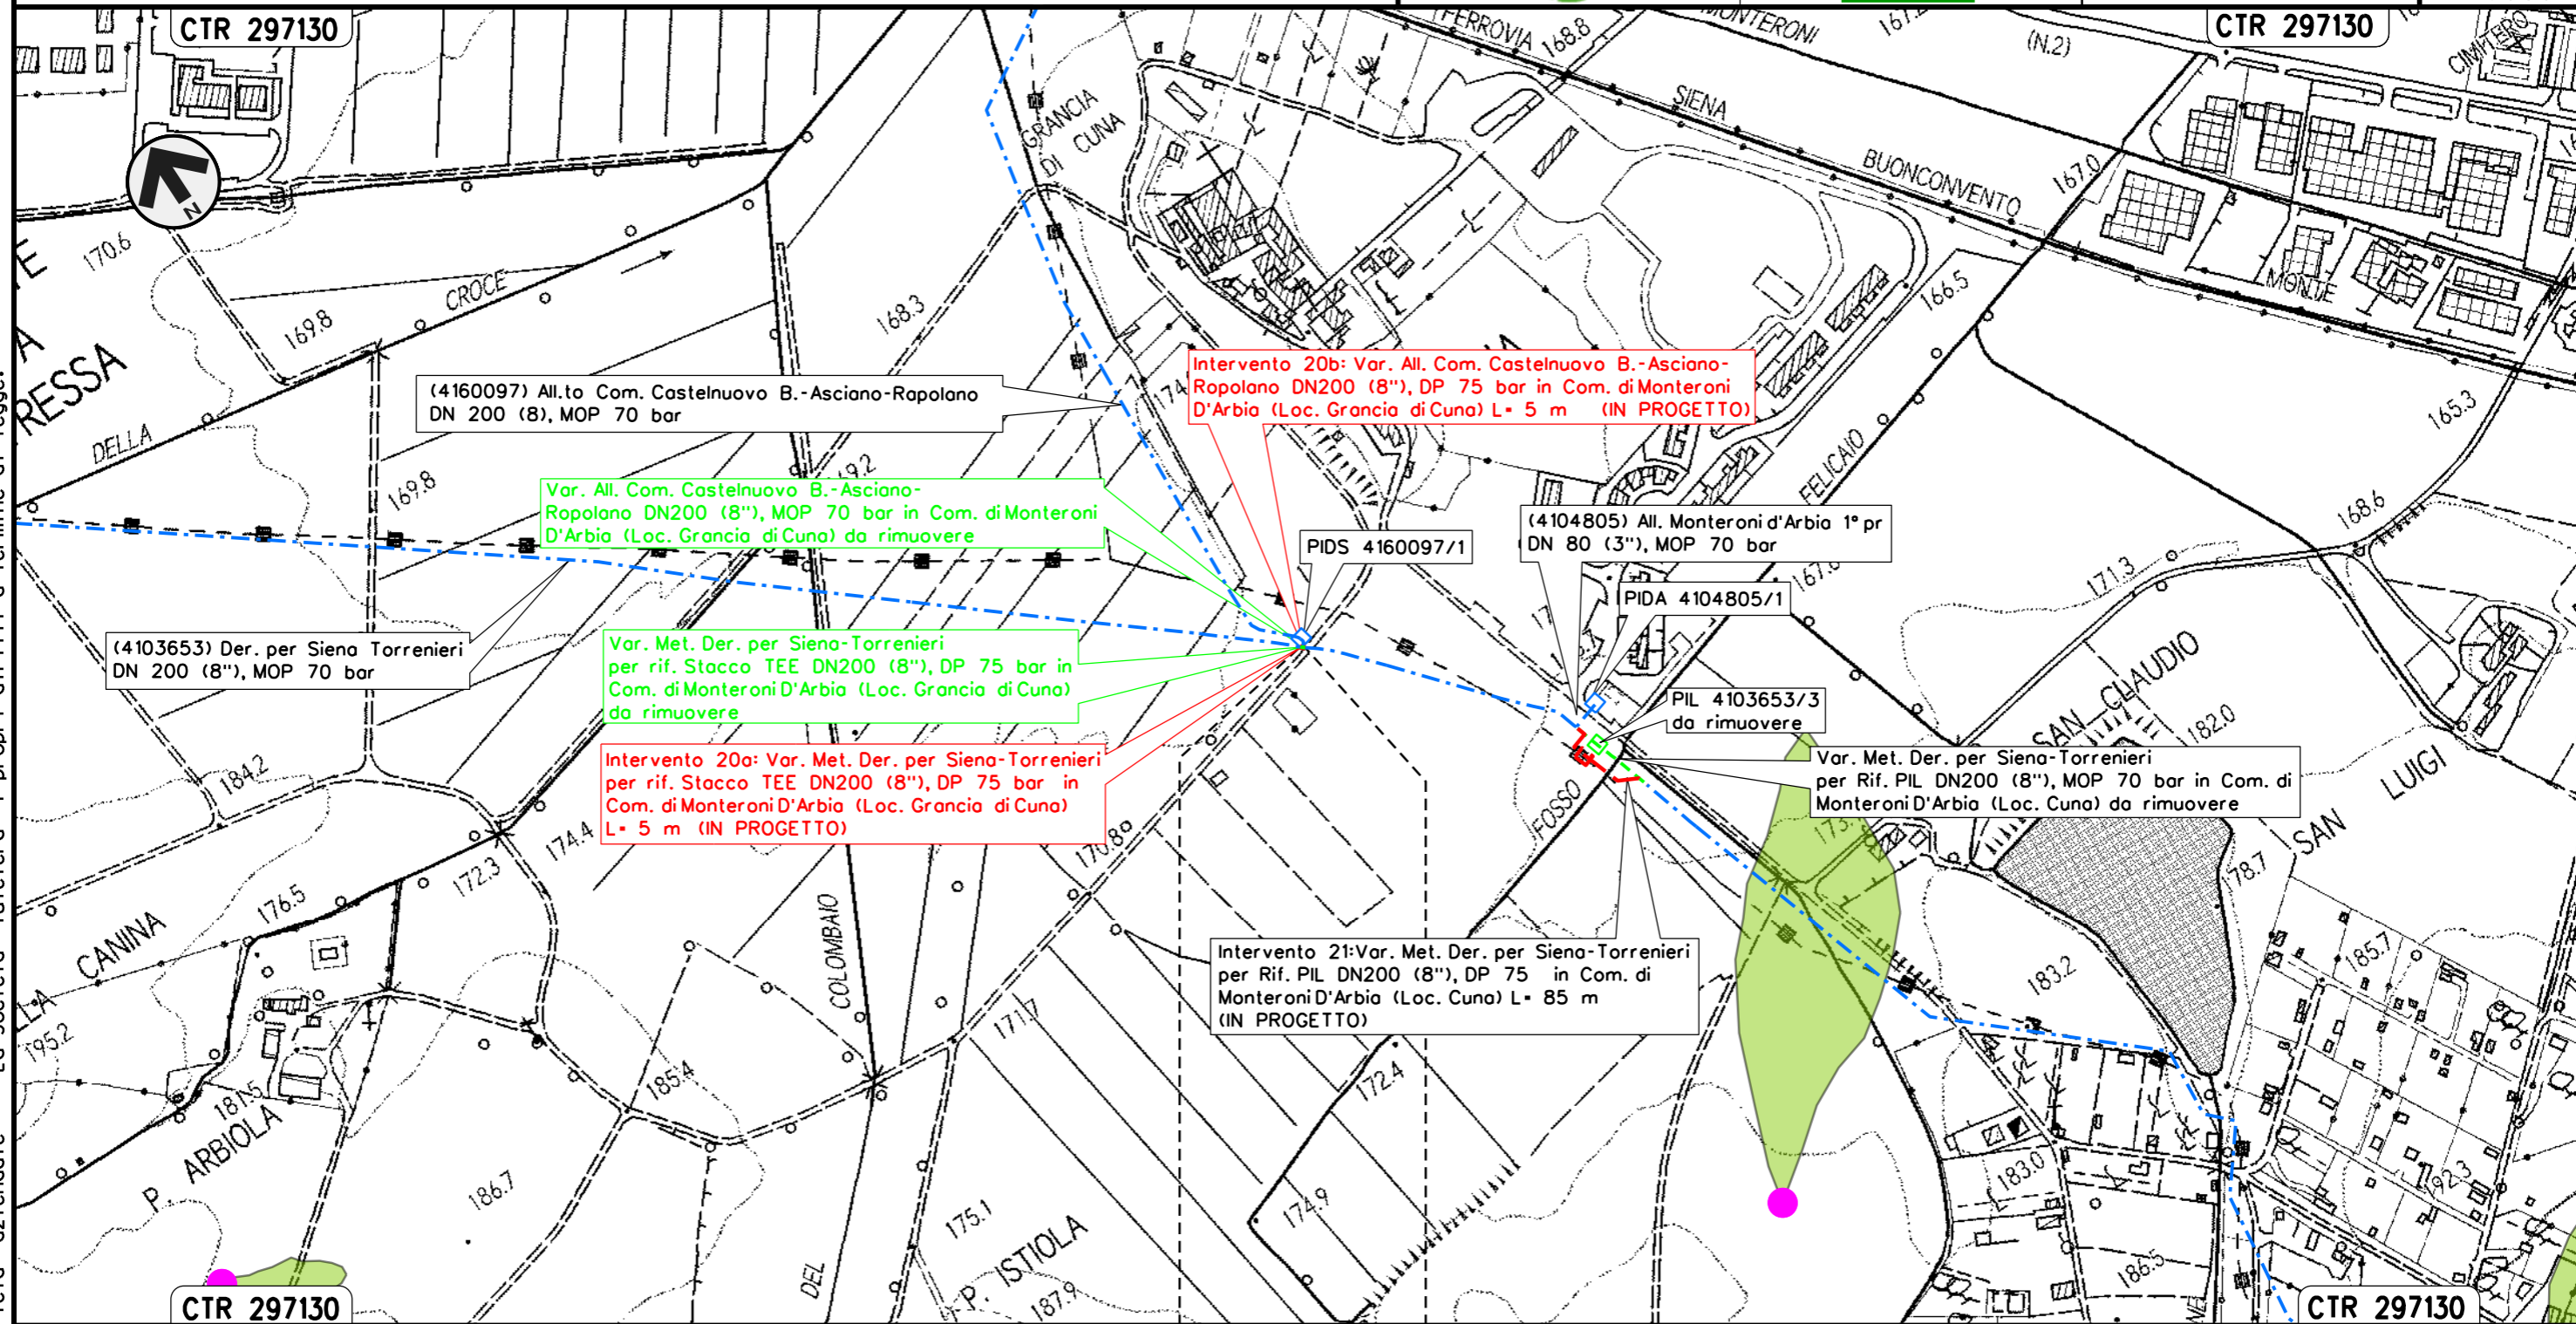 CTR 297130
CTR 297130
FERROVIA
168.8
MONTERONI
167.2
(N.2)
CIMITERO
SIENA
BUONCONVENTO
167.0
MONTE
GRANCIA
DI CUNA
N
170.6
RESSA
169.8
CROCE
DELLA
168.3
166.5
165.3
(4160097) All.to Com. Castelnuovo B.-Asciano-Rapolano
DN 200 (8), MOP 70 bar
Intervento 20b: Var. All. Com. Castelnuovo B.-Asciano-
Rapolano DN200 (8"), DP 75 bar in Com. di Monteroni
D'Arbia (Loc. Grancia di Cuna) L= 5 m (IN PROGETTO)
169.8
FELICAIO
168.6
Var. All. Com. Castelnuovo B.-Asciano-
Rapolano DN200 (8"), MOP 70 bar in Com. di Monteroni
D'Arbia (Loc. Grancia di Cuna) da rimuovere
PIDS 4160097/1
(4104805) All. Monteroni d'Arbia 1° pr
DN 80 (3"), MOP 70 bar
171.3
PIDA 4104805/1
(4103653) Der. per Siena Torrenieri
DN 200 (8"), MOP 70 bar
Var. Met. Der. per Siena-Torrenieri
per rif. Stacco TEE DN200 (8"), DP 75 bar in
Com. di Monteroni D'Arbia (Loc. Grancia di Cuna)
da rimuovere
PIL 4103653/3
da rimuovere
SAN CLAUDIO
182.0
SAN LUIGI
Intervento 20a: Var. Met. Der. per Siena-Torrenieri
per rif. Stacco TEE DN200 (8"), DP 75 bar in
Com. di Monteroni D'Arbia (Loc. Grancia di Cuna)
L= 5 m (IN PROGETTO)
Var. Met. Der. per Siena-Torrenieri
per Rif. PIL DN200 (8"), MOP 70 bar in Com. di
Monteroni D'Arbia (Loc. Cuna) da rimuovere
184.2
FOSSO
174.4
170.8
172.3
176.5
178.7
CANINA
COLOMBAIO
Intervento 21:Var. Met. Der. per Siena-Torrenieri
per Rif. PIL DN200 (8"), DP 75 in Com. di
Monteroni D'Arbia (Loc. Cuna) L= 85 m
(IN PROGETTO)
185.7
183.2
195.2
171.7
172.4
185.4
181.5
P. ARBIOLA
186.7
175.1
174.9
183.0
192.3
DEL
P. ISTIOLA
187.9
186.5
CTR 297130
CTR 297130